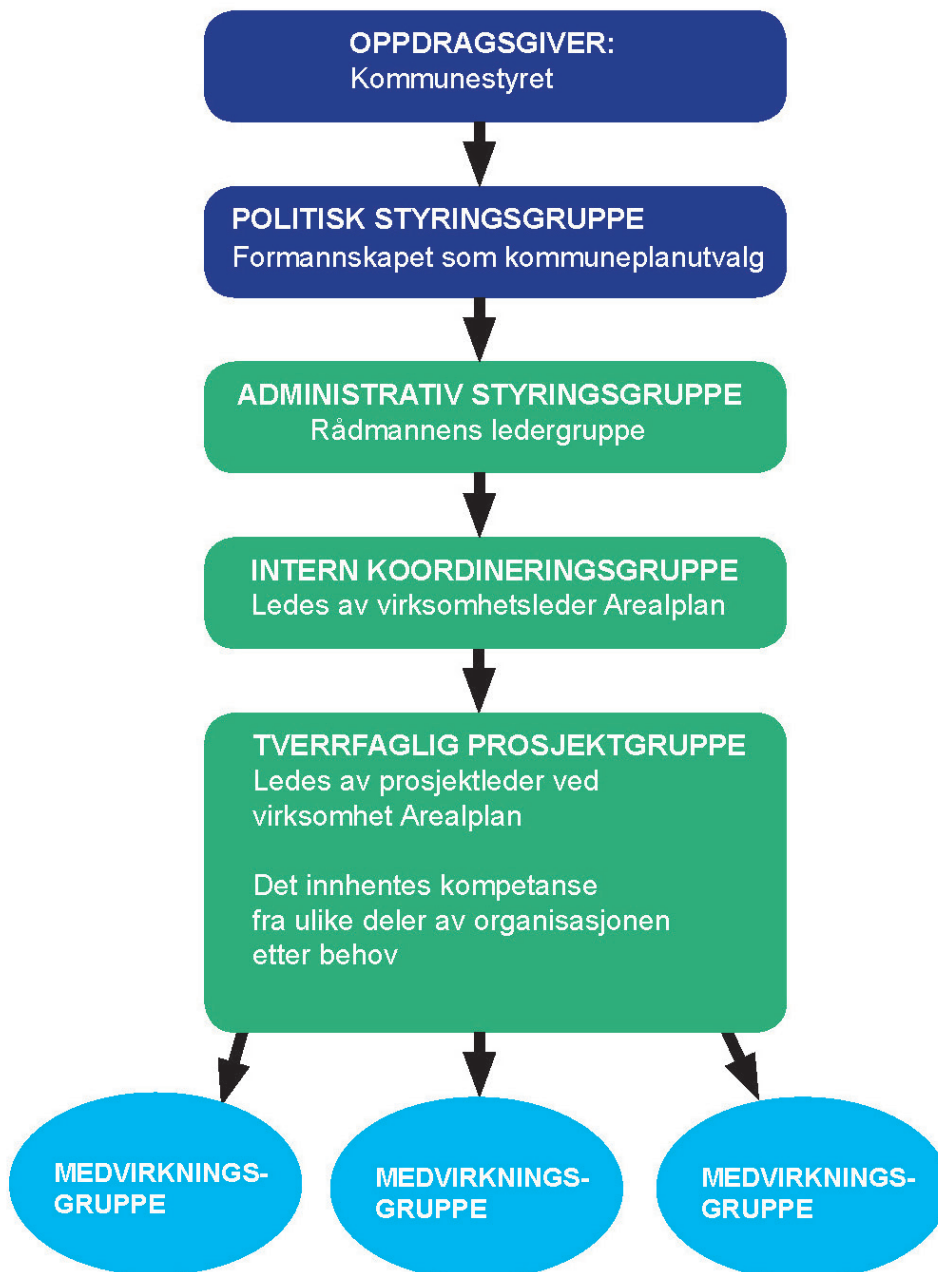 OPPDRAGSGIVER:
Kommunestyret
POLITISK STYRINGSGRUPPE
Formannskapet som kommuneplanutvalg
ADMINISTRATIV STYRINGSGRUPPE
Rådmannens ledergruppe
INTERN KOORDINERINGSGRUPPE
Ledes av virksomhetsleder Arealplan
TVERRFAGLIG PROSJEKTGRUPPE
Ledes av prosjektleder ved
virksomhet Arealplan
Det innhentes kompetanse
fra ulike deler av organisasjonen
etter behov
MEDVIRKNINGS-
GRUPPE
MEDVIRKNINGS-
GRUPPE
MEDVIRKNINGS-
GRUPPE